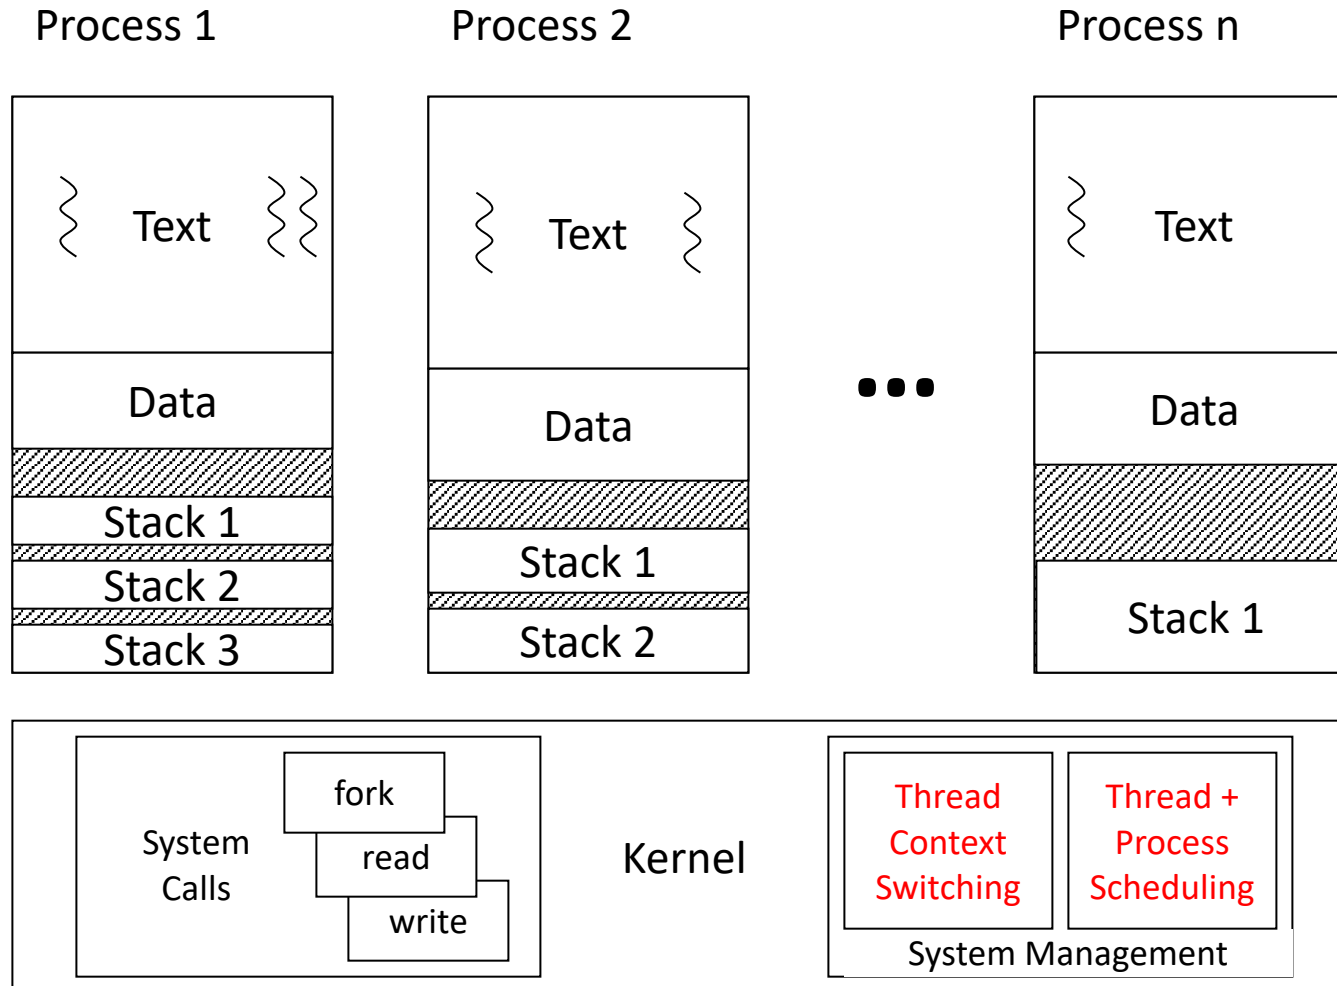 Process 1
Process 2
Process n
Text
Data
Stack 1
Stack 2
Stack 3
Text
Data
Stack 1
Stack 2
...
Text
Data
Stack 1
System
Calls
fork
read
write
Kernel
Thread
Context
Switching
Thread +
Process
Scheduling
System Management